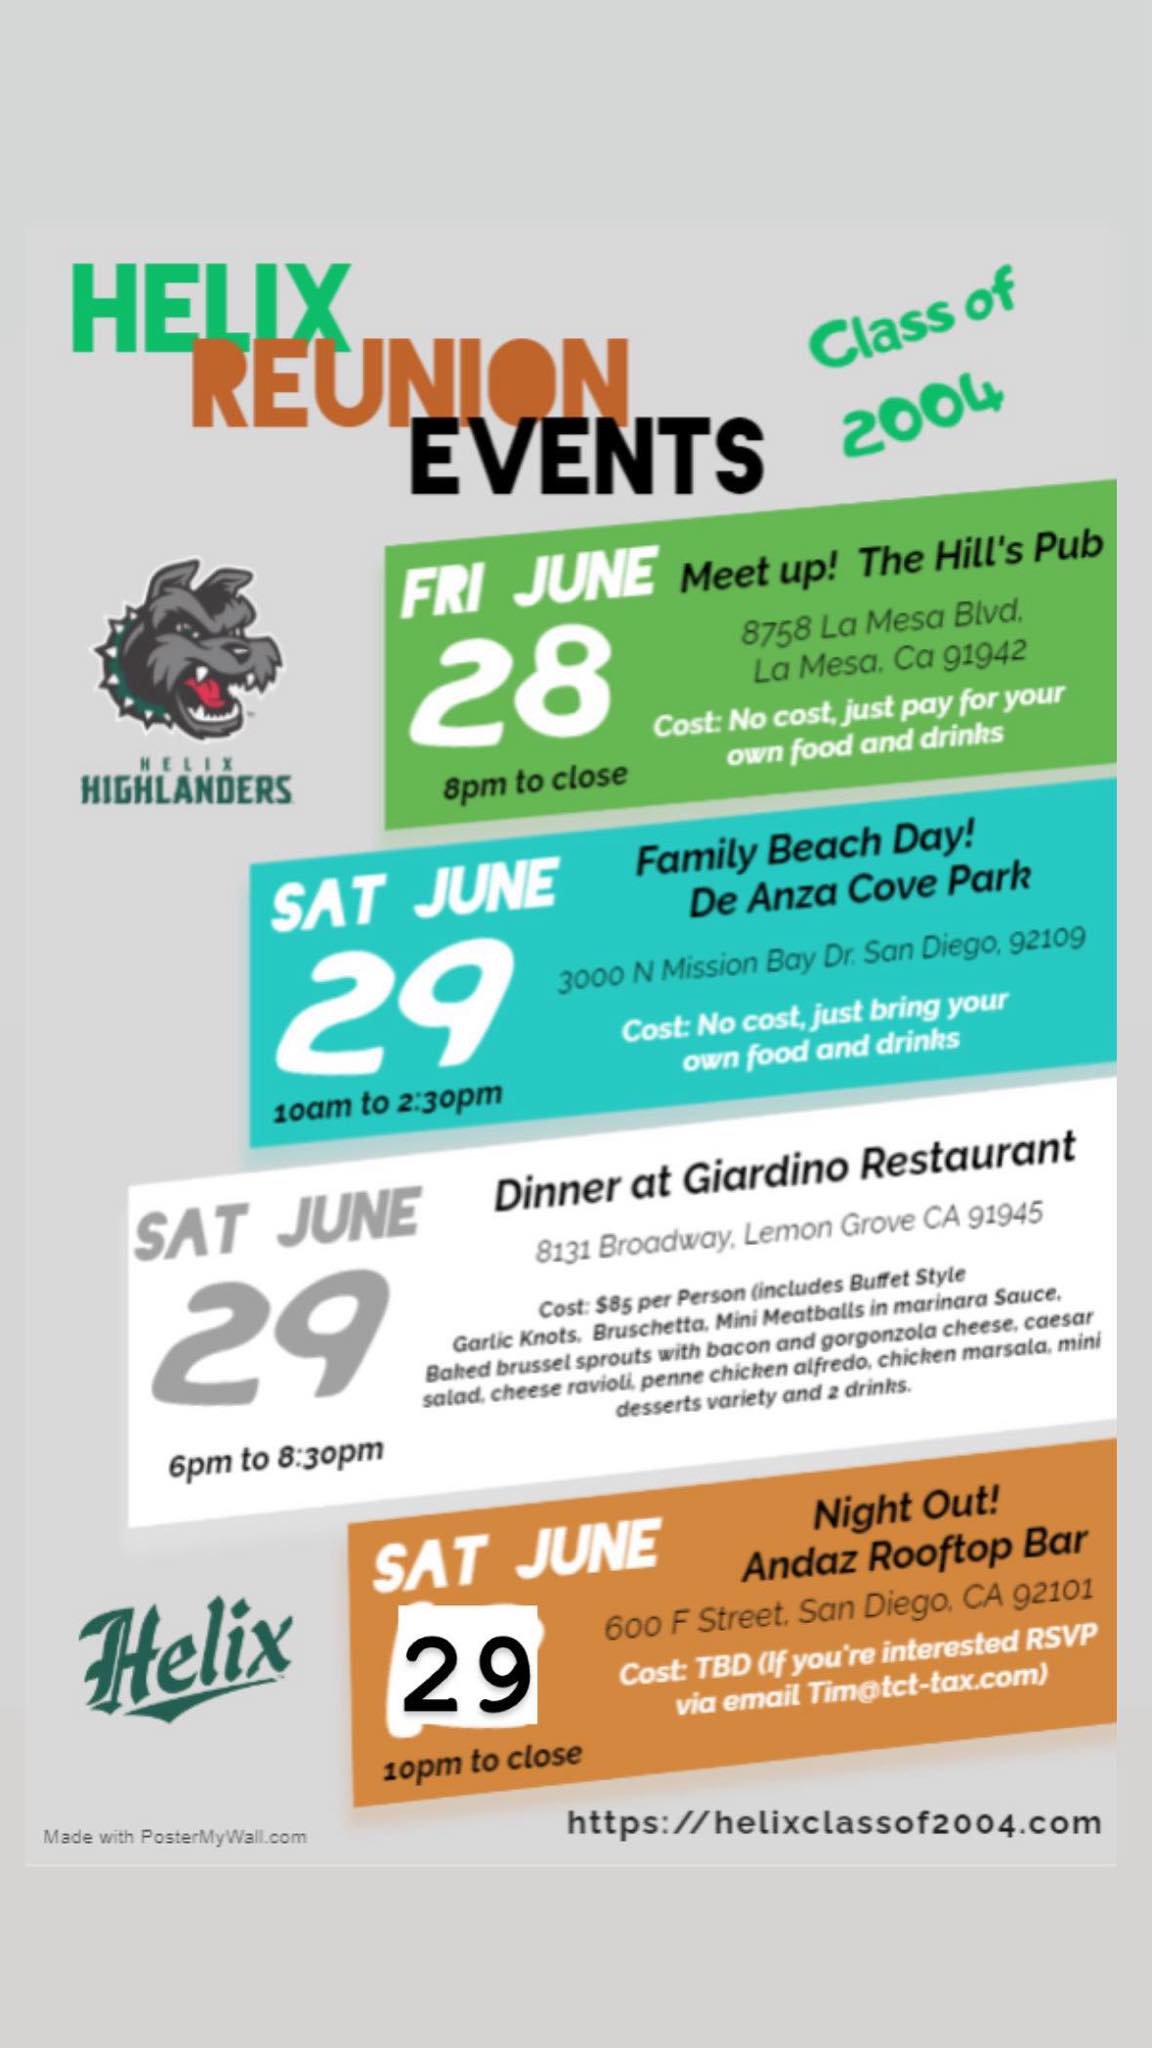 HELIX
REUNION
EVENTS
Class of
2004
HELIX
HIGHLANDERS
FRI JUNE
28
8pm to close
Meet up! The Hill's Pub
8758 La Mesa Blvd,
La Mesa, Ca 91942
Cost: No cost, just pay for your
own food and drinks
SAT JUNE
29
10am to 2:30pm
Family Beach Day!
De Anza Cove Park
3000 N Mission Bay Dr. San Diego, 92109
Cost: No cost, just bring your
own food and drinks
SAT JUNE
29
6pm to 8:30pm
Dinner at Giardino Restaurant
8131 Broadway, Lemon Grove CA 91945
Cost: $85 per Person (includes Buffet Style
Garlic Knots, Bruschetta, Mini Meatballs in marinara Sauce,
Baked brussel sprouts with bacon and gorgonzola cheese, caesar
salad, cheese ravioli, penne chicken alfredo, chicken marsala, mini
desserts variety and 2 drinks.
SAT JUNE
29
10pm to close
Night Out!
Andaz Rooftop Bar
600 F Street, San Diego, CA 92101
Cost: TBD (If you're interested RSVP
via email Tim@tct-tax.com)
Helix
https://helixclassof2004.com
Made with PosterMyWall.com